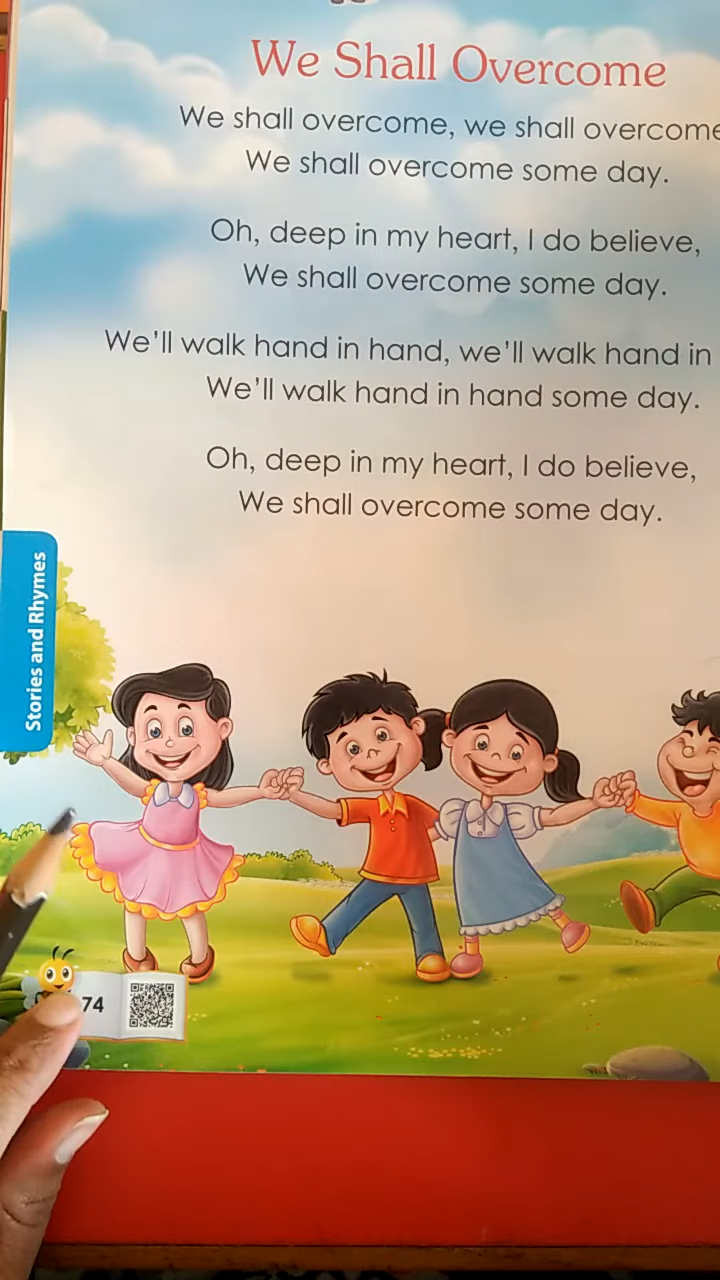 We Shall Overcome
We shall overcome, we shall overcome
We shall overcome some day.
Oh, deep in my heart, I do believe,
We shall overcome some day.
We'll walk hand in hand, we'll walk hand in
We'll walk hand in hand some day.
Oh, deep in my heart, I do believe,
We shall overcome some day.
Stories and Rhymes
74